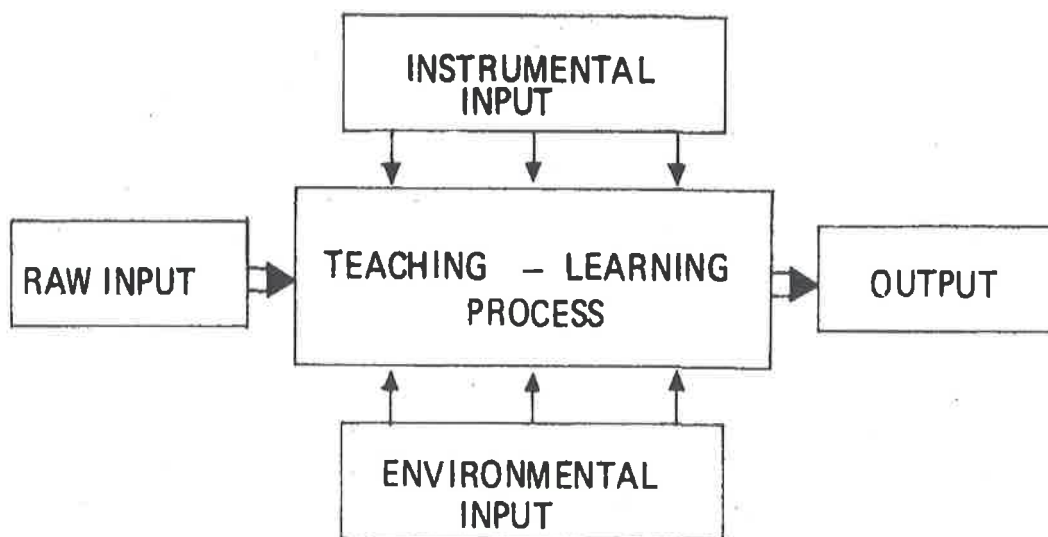 INSTRUMENTAL
INPUT
RAW INPUT
TEACHING – LEARNING
PROCESS
OUTPUT
ENVIRONMENTAL
INPUT